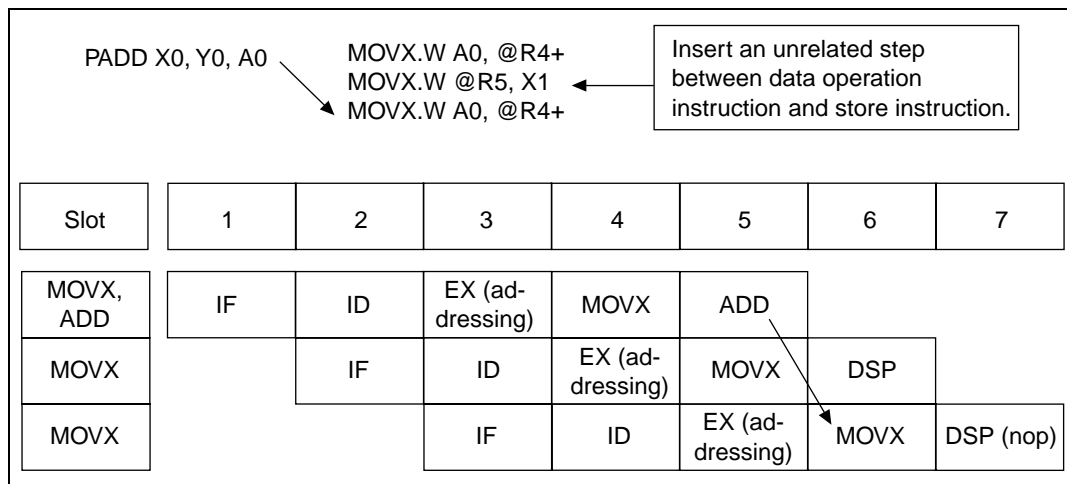 PADD X0, Y0, A0
MOVX.W A0, @R4+
MOVX.W @R5, X1
MOVX.W A0, @R4+
Insert an unrelated step
between data operation
instruction and store instruction.
Slot 1 2 3 4 5 6 7
MOVX,
ADD
IF
ID
EX (ad-
dressing)
MOVX
ADD
MOVX
IF
ID
EX (ad-
dressing)
MOVX
DSP
MOVX
IF
ID
EX (ad-
dressing)
MOVX
DSP (nop)